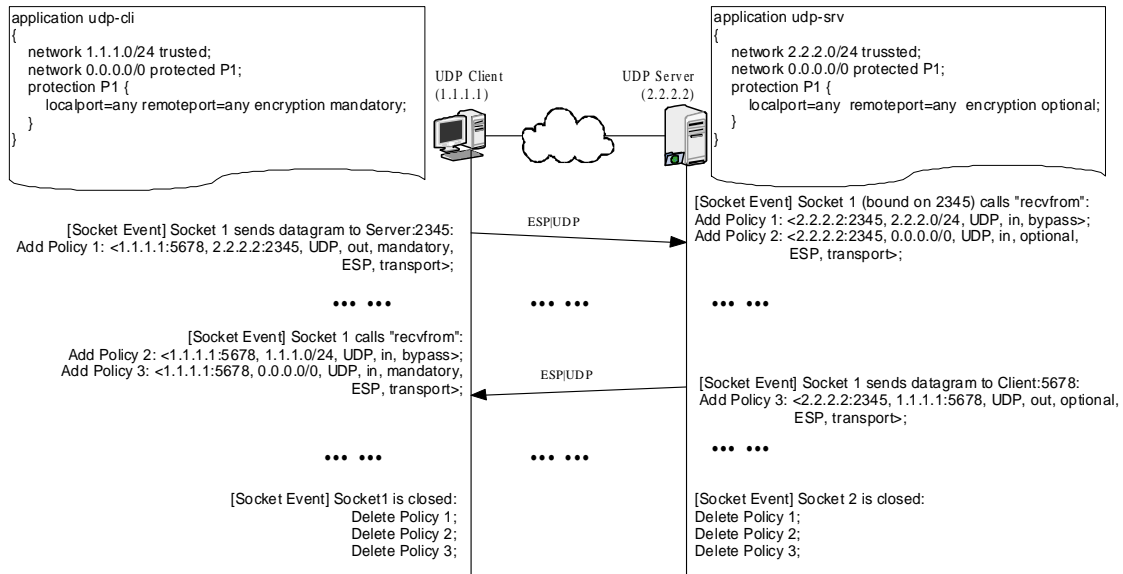 application udp-cli
{
network 1.1.1.0/24 trusted;
network 0.0.0.0/0 protected P1;
protection P1 {
localport=any remoteport=any encryption mandatory;
}
}
application udp-srv
{
network 2.2.2.0/24 trussted;
network 0.0.0.0/0 protected P1;
protection P1 {
localport=any remoteport=any encryption optional;
}
}
UDP Client
(1.1.1.1)
UDP Server
(2.2.2.2)
[Socket Event] Socket 1 (bound on 2345) calls "recvfrom":
Add Policy 1: <2.2.2.2:2345, 2.2.2.0/24, UDP, in, bypass>;
Add Policy 2: <2.2.2.2:2345, 0.0.0.0/0, UDP, in, optional,
ESP, transport>;
[Socket Event] Socket 1 sends datagram to Server:2345:
Add Policy 1: <1.1.1.1:5678, 2.2.2.2:2345, UDP, out, mandatory,
ESP, transport>;
ESP|UDP
... ...
... ...
... ...
[Socket Event] Socket 1 calls "recvfrom":
Add Policy 2: <1.1.1.1:5678, 1.1.1.0/24, UDP, in, bypass>;
Add Policy 3: <1.1.1.1:5678, 0.0.0.0/0, UDP, in, mandatory,
ESP, transport>;
ESP|UDP
[Socket Event] Socket 1 sends datagram to Client:5678:
Add Policy 3: <2.2.2.2:2345, 1.1.1.1:5678, UDP, out, optional,
ESP, transport>;
... ...
... ...
... ...
[Socket Event] Socket1 is closed:
Delete Policy 1;
Delete Policy 2;
Delete Policy 3;
[Socket Event] Socket 2 is closed:
Delete Policy 1;
Delete Policy 2;
Delete Policy 3;